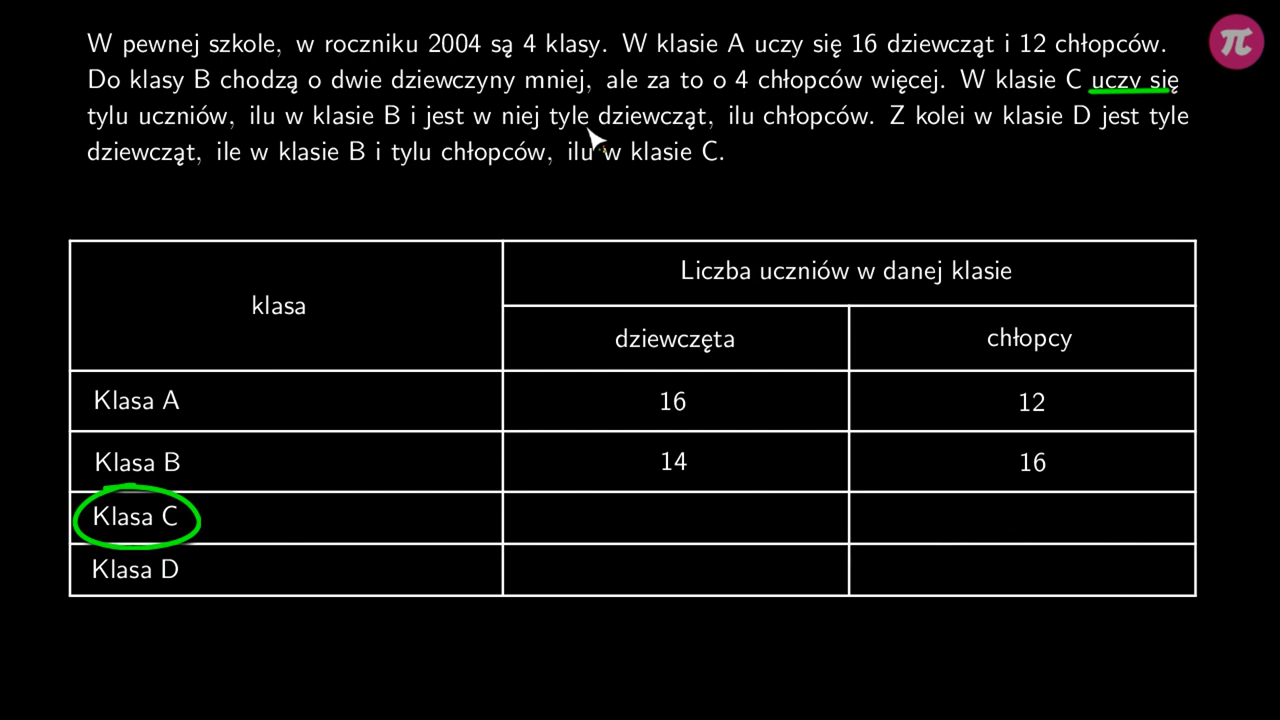 W pewnej szkole, w roczniku 2004 są 4 klasy. W klasie A uczy się 16 dziewcząt i 12 chłopców.
Do klasy B chodzą o dwie dziewczyny mniej, ale za to o 4 chłopców więcej. W klasie C uczy się
tylu uczniów, ilu w klasie B i jest w niej tyle dziewcząt, ilu chłopców. Z kolei w klasie D jest tyle
dziewcząt, ile w klasie B i tylu chłopców, ilu w klasie C.
π
klasa
Liczba uczniów w danej klasie
dziewczęta
chłopcy
Klasa A 16 12
Klasa B 14 16
Klasa C
Klasa D